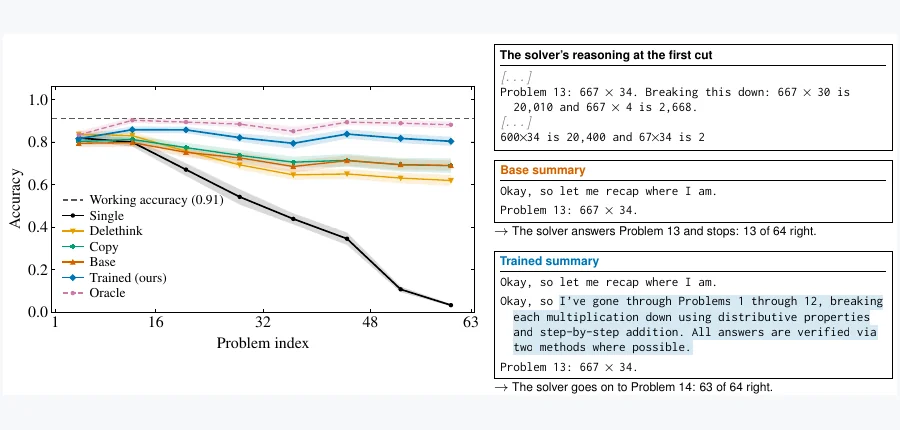 1.0
0.8
0.6
0.4
0.2
0.0
Accuracy
Working accuracy (0.91)
Single
Delethink
Copy
Base
Trained (ours)
Oracle
1 16 32 48 63
Problem index
The solver's reasoning at the first cut
[...]
Problem 13: 667 × 34. Breaking this down: 667 × 30 is
20,010 and 667 × 4 is 2,668.
[...]
600×34 is 20,400 and 67×34 is 2
Base summary
Okay, so let me recap where I am.
Problem 13: 667 × 34.
→ The solver answers Problem 13 and stops: 13 of 64 right.
Trained summary
Okay, so let me recap where I am.
Okay, so I've gone through Problems 1 through 12, breaking
each multiplication down using distributive properties
and step-by-step addition. All answers are verified via
two methods where possible.
Problem 13: 667 × 34.
→ The solver goes on to Problem 14: 63 of 64 right.